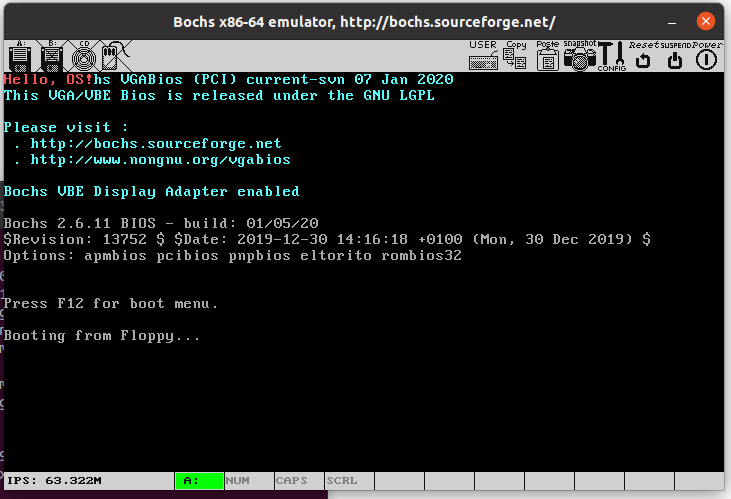 Bochs x86-64 emulator, http://bochs.sourceforge.net/
A: B: CD USER Copy Paste snapshot CONFIG Reset SUSPEND Power
Hello, OS!hs VGABios (PCI) current-svn 07 Jan 2020
This VGA/VBE Bios is released under the GNU LGPL
Please visit :
. http://bochs.sourceforge.net
. http://www.nongnu.org/vgabios
Bochs VBE Display Adapter enabled
Bochs 2.6.11 BIOS - build: 01/05/20
$Revision: 13752 $ $Date: 2019-12-30 14:16:18 +0100 (Mon, 30 Dec 2019) $
Options: apmbios pcibios pnpbios eltorito rombios32
Press F12 for boot menu.
Booting from Floppy...
IPS: 63.322M A: NUM CAPS SCRL